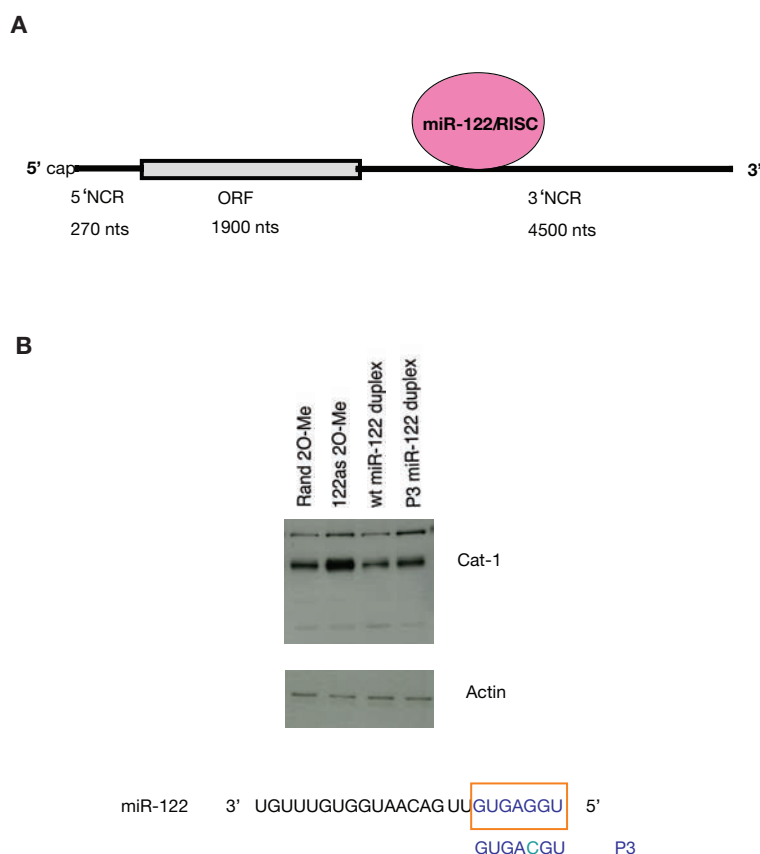 A
miR-122/RISC
5' cap 3'
5'NCR ORF 3'NCR
270 nts 1900 nts 4500 nts
B
Rand 2O-Me
122as 2O-Me
wt miR-122 duplex
P3 miR-122 duplex
Cat-1
Actin
miR-122 3' UGUUUGUGGUAACAG UUGUGAGGU 5'
GUGACGU P3